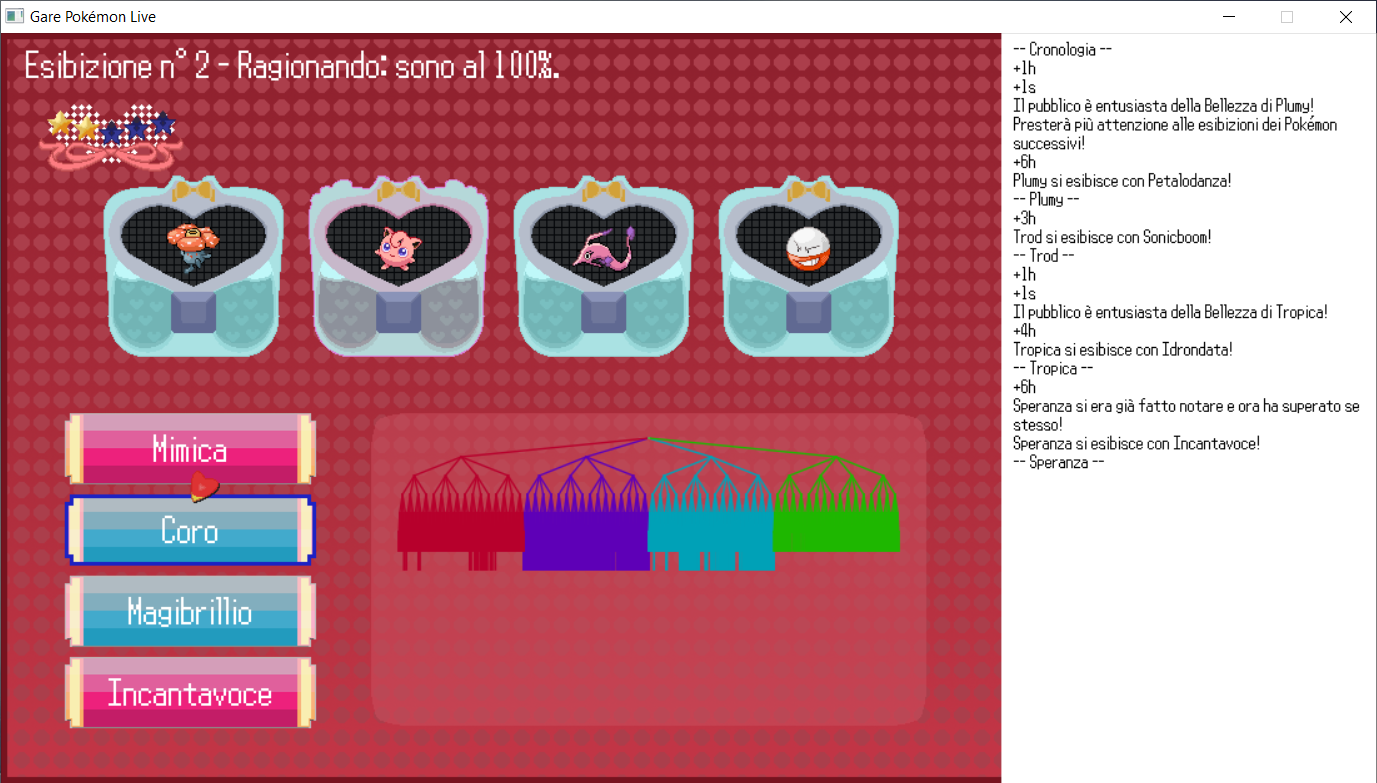 Gare Pokémon Live
Esibizione n° 2 - Ragionando: sono al 100%.
Mimica
Coro
Magibrillio
Incantavoce
-- Cronologia --
+1h
+1s
Il pubblico è entusiasta della Bellezza di Plumy!
Presterà più attenzione alle esibizioni dei Pokémon
successivi!
+6h
Plumy si esibisce con Petalodanza!
-- Plumy --
+3h
Trod si esibisce con Sonicboom!
-- Trod --
+1h
+1s
Il pubblico è entusiasta della Bellezza di Tropica!
+4h
Tropica si esibisce con Idrondata!
-- Tropica --
+6h
Speranza si era già fatto notare e ora ha superato se
stesso!
Speranza si esibisce con Incantavoce!
-- Speranza --